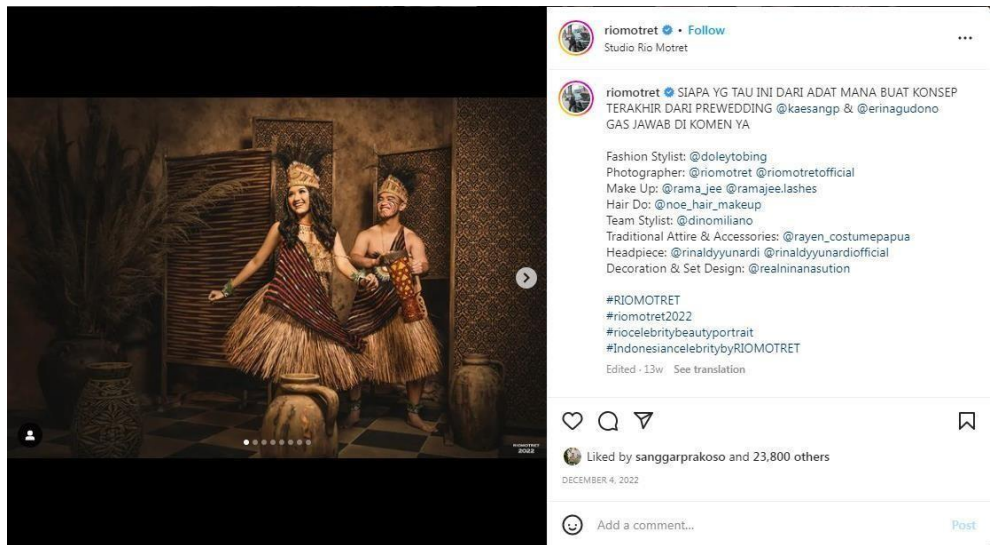 riomotret • Follow
Studio Rio Motret
riomotret SIAPA YG TAU INI DARI ADAT MANA BUAT KONSEP
TERAKHIR DARI PREWEDDING @kaesangp & @erinagudono
GAS JAWAB DI KOMEN YA
Fashion Stylist: @doleytobing
Photographer: @riomotret @riomotretofficial
Make Up: @rama_jee @ramajee.lashes
Hair Do: @noe_hair_makeup
Team Stylist: @dinomiliano
Traditional Attire & Accessories: @rayen_costumepapua
Headpiece: @rinaldyyunardi @rinaldyyunardiofficial
Decoration & Set Design: @realninanasution
#RIOMOTRET
#riomotret2022
#riocelebritybeautyportrait
#IndonesiancelebritybyRIOMOTRET
Edited · 13w See translation
Liked by sanggarprakoso and 23,800 others
DECEMBER 4, 2022
Add a comment... Post
RIOMOTRET
2022